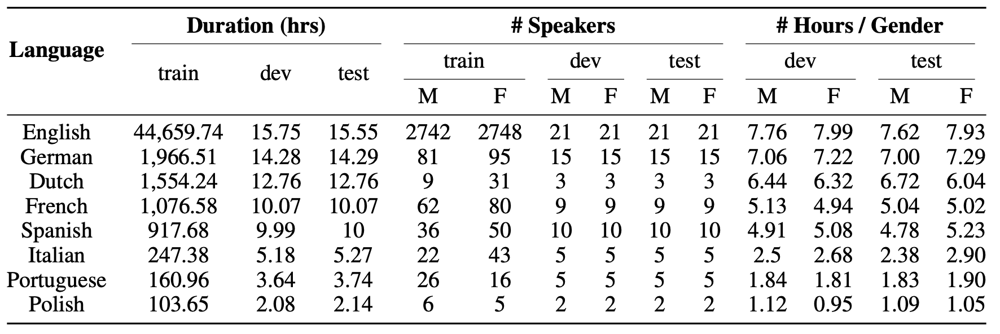 Language Duration (hrs) # Speakers # Hours / Gender
train dev test train dev test dev test
M F M F M F M F M F
English 44,659.74 15.75 15.55 2742 2748 21 21 21 21 7.76 7.99 7.62 7.93
German 1,966.51 14.28 14.29 81 95 15 15 15 15 7.06 7.22 7.00 7.29
Dutch 1,554.24 12.76 12.76 9 31 3 3 3 3 6.44 6.32 6.72 6.04
French 1,076.58 10.07 10.07 62 80 9 9 9 9 5.13 4.94 5.04 5.02
Spanish 917.68 9.99 10 36 50 10 10 10 10 4.91 5.08 4.78 5.23
Italian 247.38 5.18 5.27 22 43 5 5 5 5 2.5 2.68 2.38 2.90
Portuguese 160.96 3.64 3.74 26 16 5 5 5 5 1.84 1.81 1.83 1.90
Polish 103.65 2.08 2.14 6 5 2 2 2 2 1.12 0.95 1.09 1.05